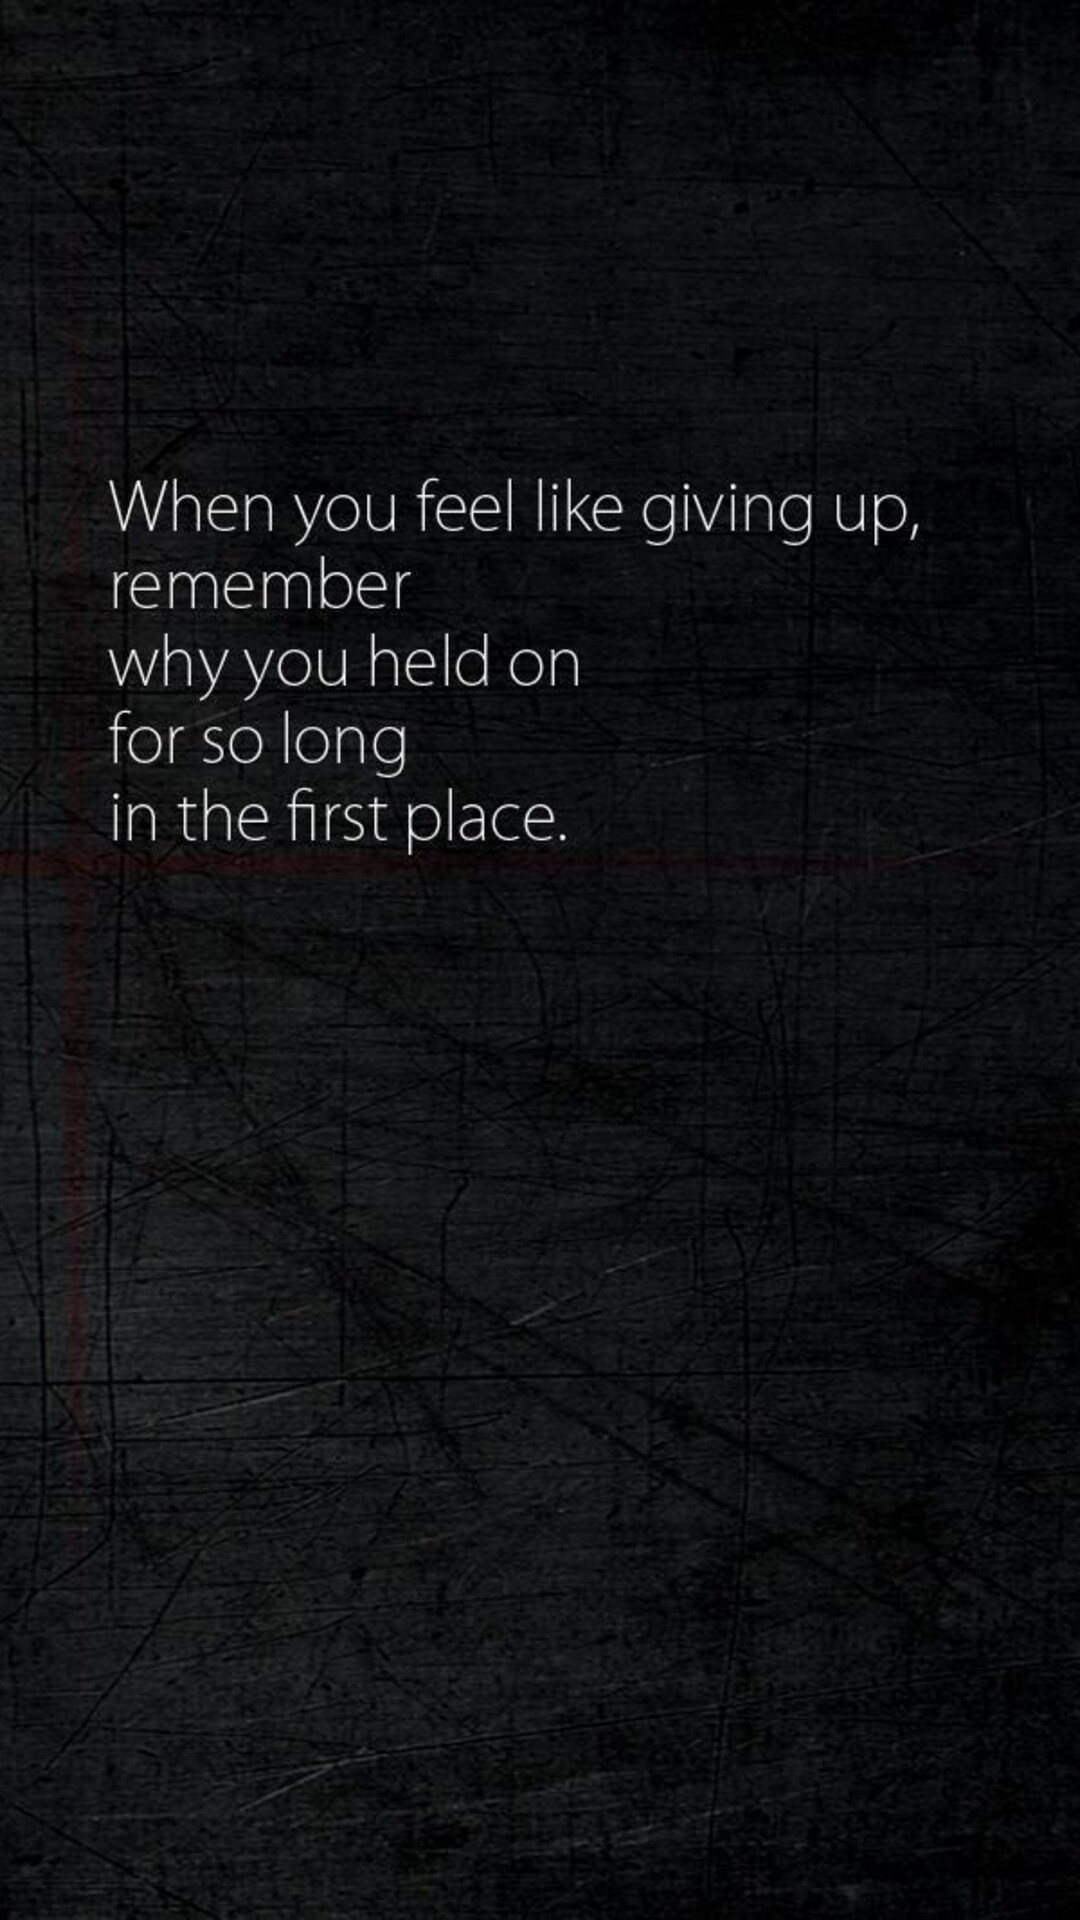 When you feel like giving up,
remember
why you held on
for so long
in the first place.